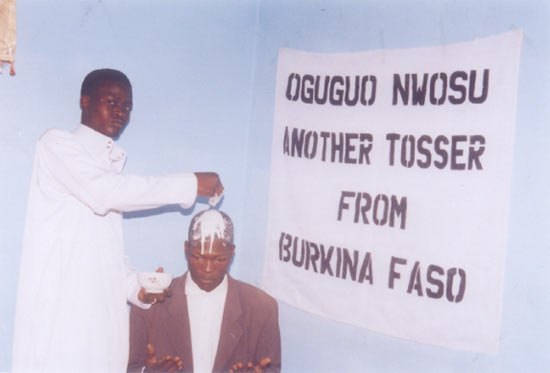 OGUGUO NWOSU
ANOTHER TOSSER
FROM
BURKINA FASO